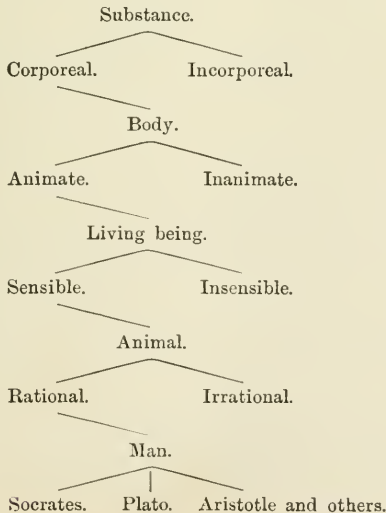 Substance.
Corporeal. Incorporeal.
Body.
Animate. Inanimate.
Living being.
Sensible. Insensible.
Animal.
Rational. Irrational.
Man.
Socrates. Plato. Aristotle and others.